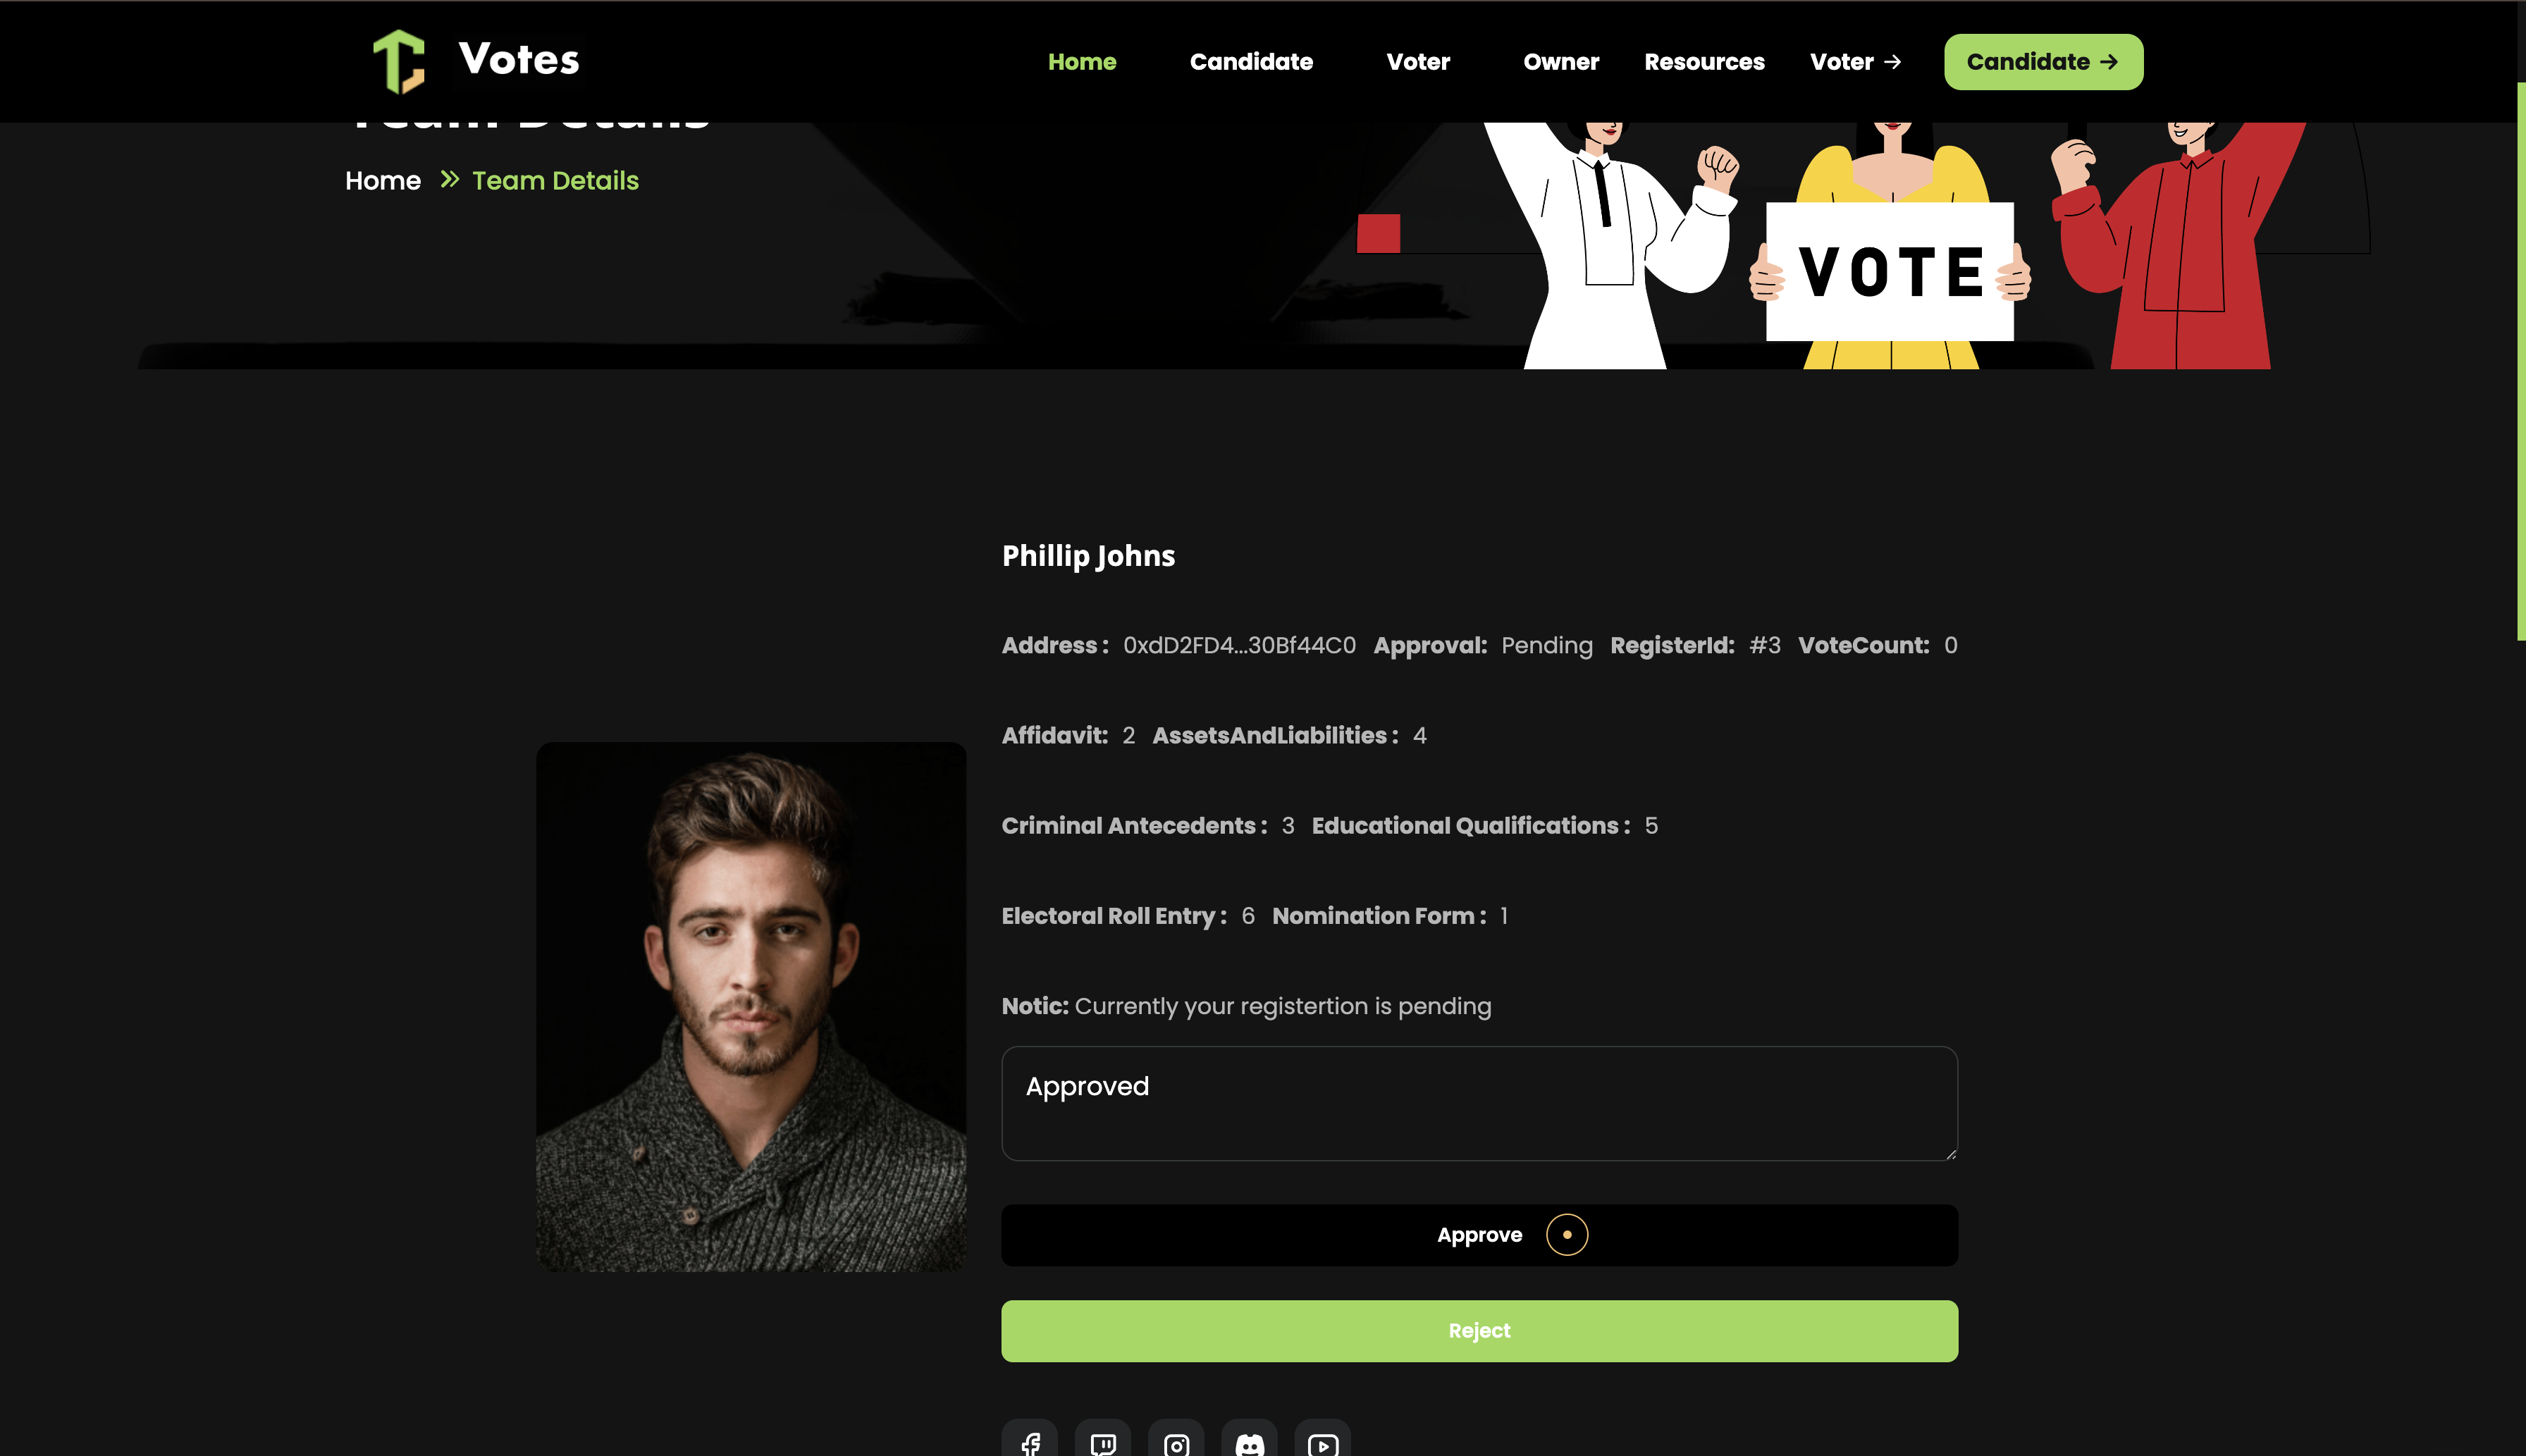 Votes
Home Candidate Voter Owner Resources Voter → Candidate →
Team Details
Home » Team Details
VOTE
Phillip Johns
Address : 0xdD2FD4...30Bf44C0 Approval: Pending RegisterId: #3 VoteCount: 0
Affidavit: 2 AssetsAndLiabilities : 4
Criminal Antecedents : 3 Educational Qualifications : 5
Electoral Roll Entry : 6 Nomination Form : 1
Notic: Currently your registertion is pending
Approved
Approve
Reject